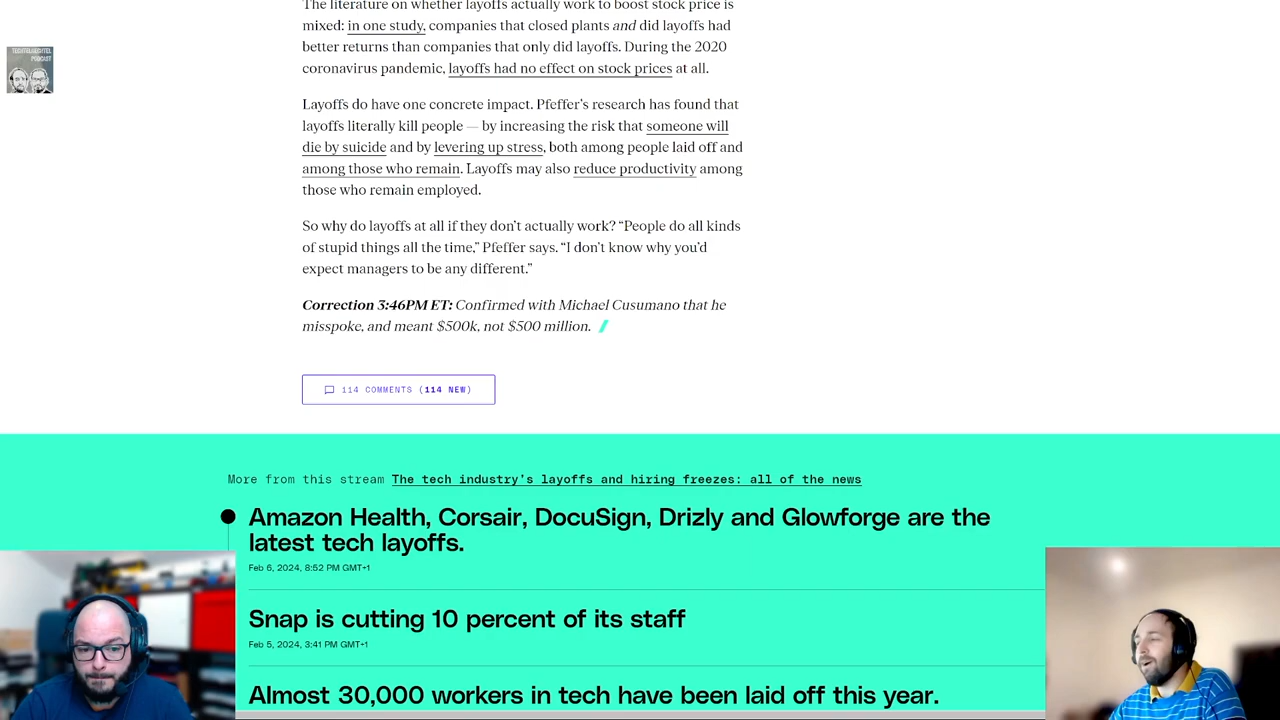 The literature on whether layoffs actually work to boost stock price is
mixed: in one study, companies that closed plants and did layoffs had
better returns than companies that only did layoffs. During the 2020
coronavirus pandemic, layoffs had no effect on stock prices at all.
Layoffs do have one concrete impact. Pfeffer’s research has found that
layoffs literally kill people — by increasing the risk that someone will
die by suicide and by levering up stress, both among people laid off and
among those who remain. Layoffs may also reduce productivity among
those who remain employed.
So why do layoffs at all if they don’t actually work? “People do all kinds
of stupid things all the time,” Pfeffer says. “I don’t know why you’d
expect managers to be any different.”
Correction 3:46PM ET: Confirmed with Michael Cusumano that he
misspoke, and meant $500k, not $500 million.
114 COMMENTS (114 NEW)
More from this stream The tech industry’s layoffs and hiring freezes: all of the news
Amazon Health, Corsair, DocuSign, Drizly and Glowforge are the
latest tech layoffs.
Feb 6, 2024, 8:52 PM GMT+1
Snap is cutting 10 percent of its staff
Feb 5, 2024, 3:41 PM GMT+1
Almost 30,000 workers in tech have been laid off this year.
TECHTELMECHTEL
PODCAST